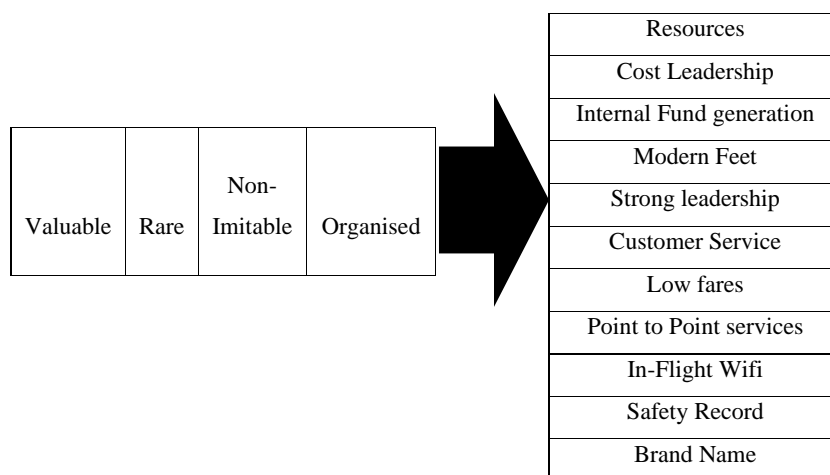 Valuable
Rare
Non-
Imitable
Organised
Resources
Cost Leadership
Internal Fund generation
Modern Feet
Strong leadership
Customer Service
Low fares
Point to Point services
In-Flight Wifi
Safety Record
Brand Name